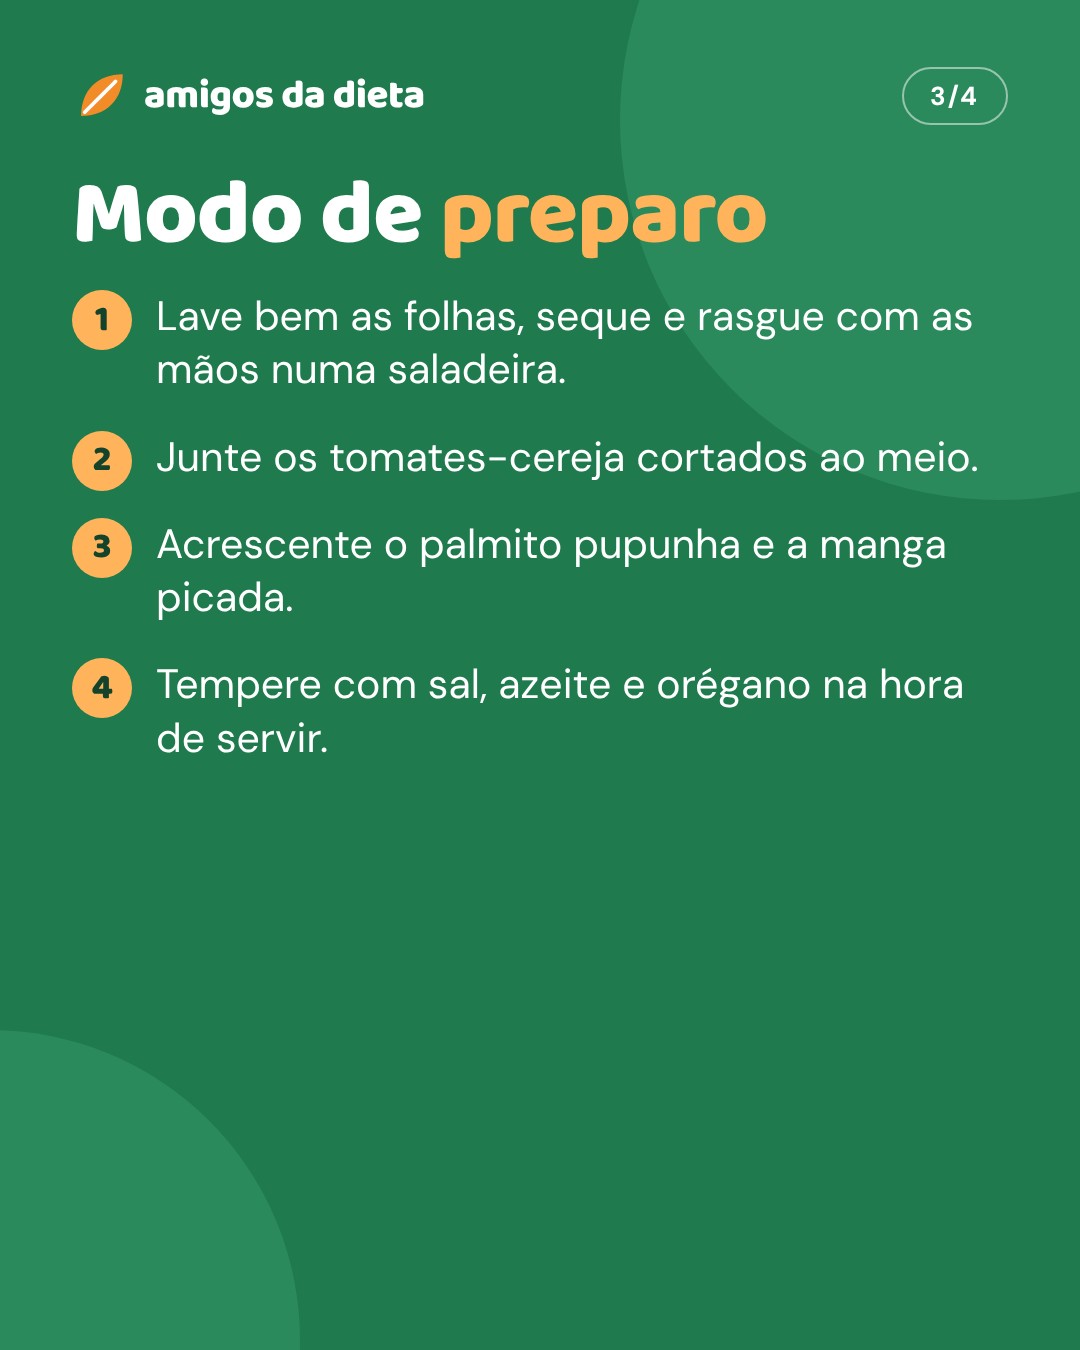 amigos da dieta
3/4
Modo de preparo
1 Lave bem as folhas, seque e rasgue com as
mãos numa saladeira.
2 Junte os tomates-cereja cortados ao meio.
3 Acrescente o palmito pupunha e a manga
picada.
4 Tempere com sal, azeite e orégano na hora
de servir.